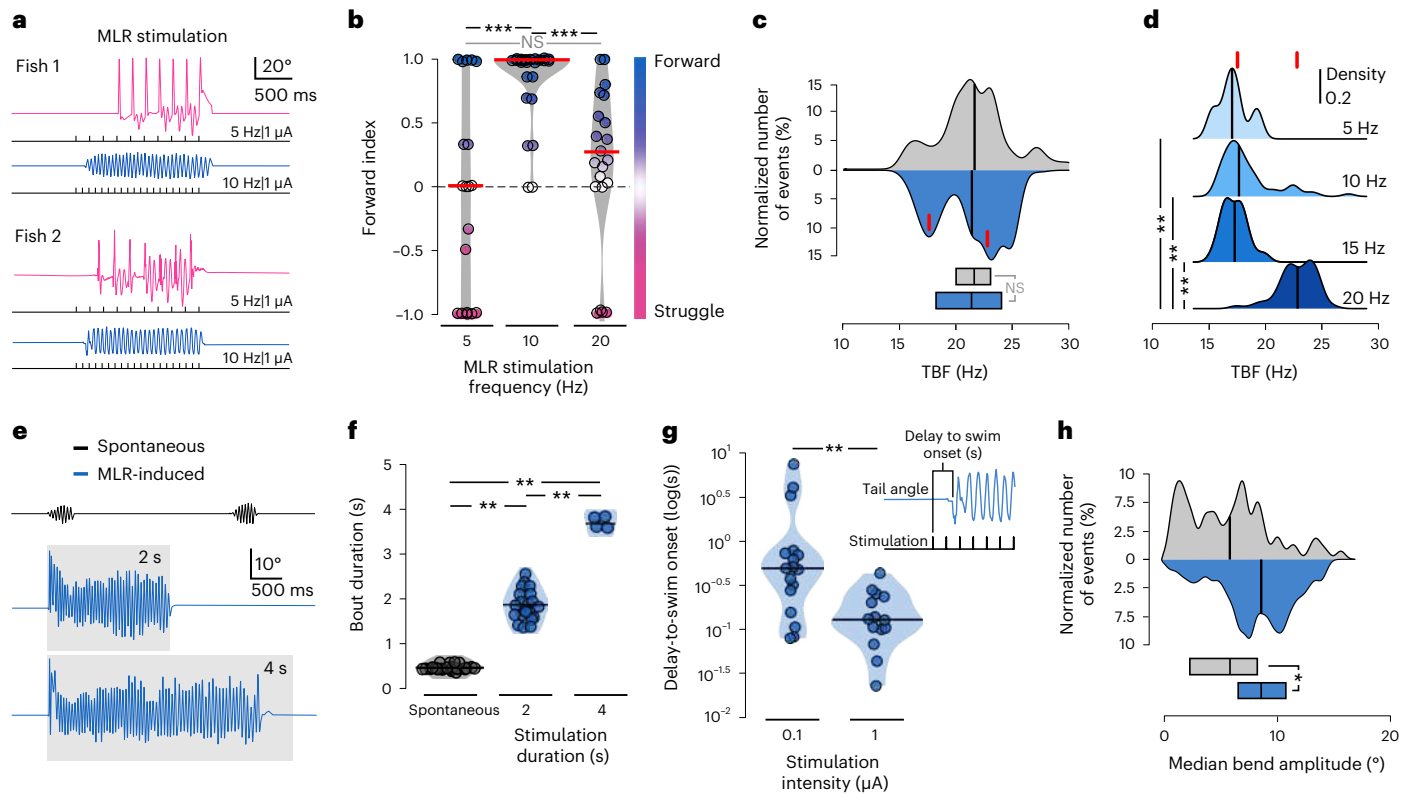 a
MLR stimulation
Fish 1
20°
500 ms
5 Hz|1 µA
10 Hz|1 µA
Fish 2
5 Hz|1 µA
10 Hz|1 µA
b
*** ***
NS
Forward index
1.0
0.5
0
–0.5
–1.0
Forward
Struggle
5 10 20
MLR stimulation
frequency (Hz)
c
Normalized number
of events (%)
15
10
5
0
0
5
10
15
NS
10 15 20 25 30
TBF (Hz)
d
Density
0.2
5 Hz
10 Hz
15 Hz
20 Hz
** ** **
10 15 20 25 30
TBF (Hz)
e
Spontaneous
MLR-induced
2 s
10°
500 ms
4 s
f
Bout duration (s)
5
4
3
2
1
0
**
** **
Spontaneous 2 4
Stimulation
duration (s)
g
Delay-to-swim onset (log(s))
10¹
10⁰·⁵
10⁰
10⁻⁰·⁵
10⁻¹
10⁻¹·⁵
10⁻²
**
Delay to swim
onset (s)
Tail angle
Stimulation
0.1 1
Stimulation
intensity (µA)
h
Normalized number
of events (%)
10
7.5
2.5
0
2.5
7.5
10
*
0 10 20
Median bend amplitude (°)